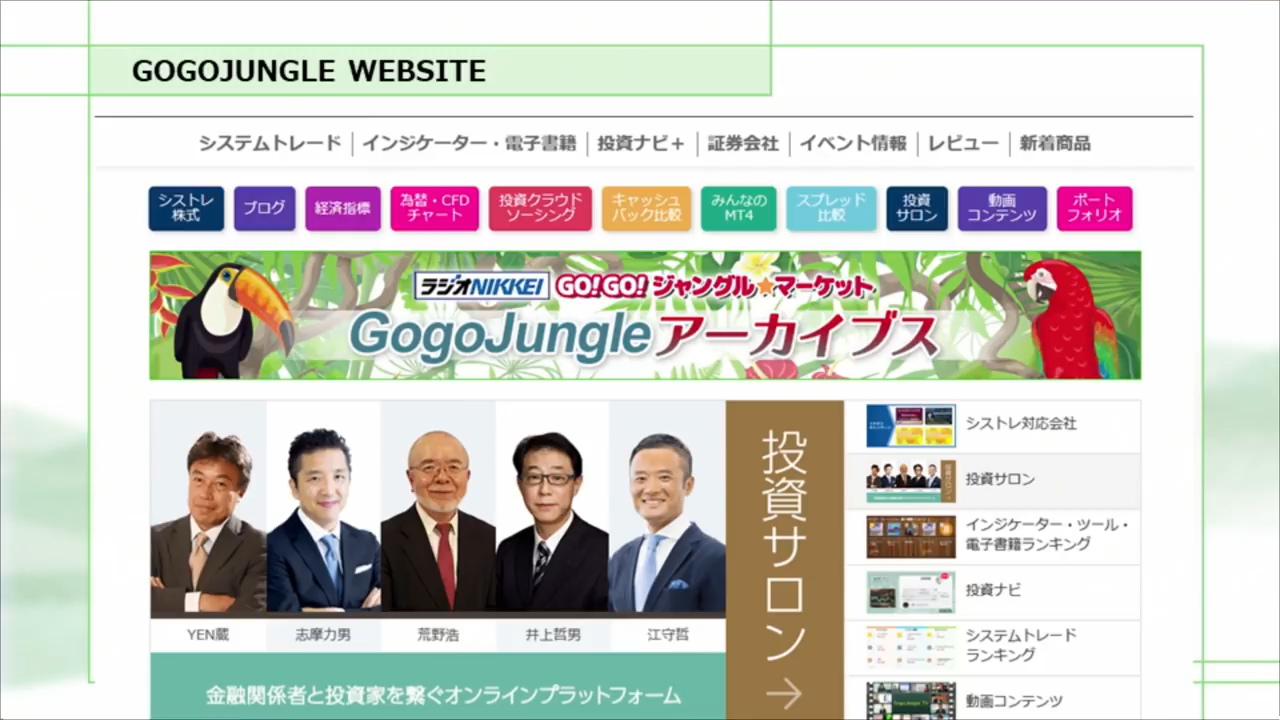 GOGOJUNGLE WEBSITE
システムトレード
インジケーター・電子書籍
投資ナビ+
証券会社
イベント情報
レビュー
新着商品
シストレ
株式
ブログ
経済指標
為替・CFD
チャート
投資クラウド
ソーシング
キャッシュ
バック比較
みんなの
MT4
スプレッド
比較
投資
サロン
動画
コンテンツ
ポート
フォリオ
ラジオNIKKEI GO!GO! ジャングル★マーケット
GogoJungleアーカイブス
YEN蔵
志摩力男
荒野浩
井上哲男
江守哲
金融関係者と投資家を繋ぐオンラインプラットフォーム
投資サロン
→
シストレ対応会社
投資サロン
インジケーター・ツール・
電子書籍ランキング
投資ナビ
システムトレード
ランキング
動画コンテンツ